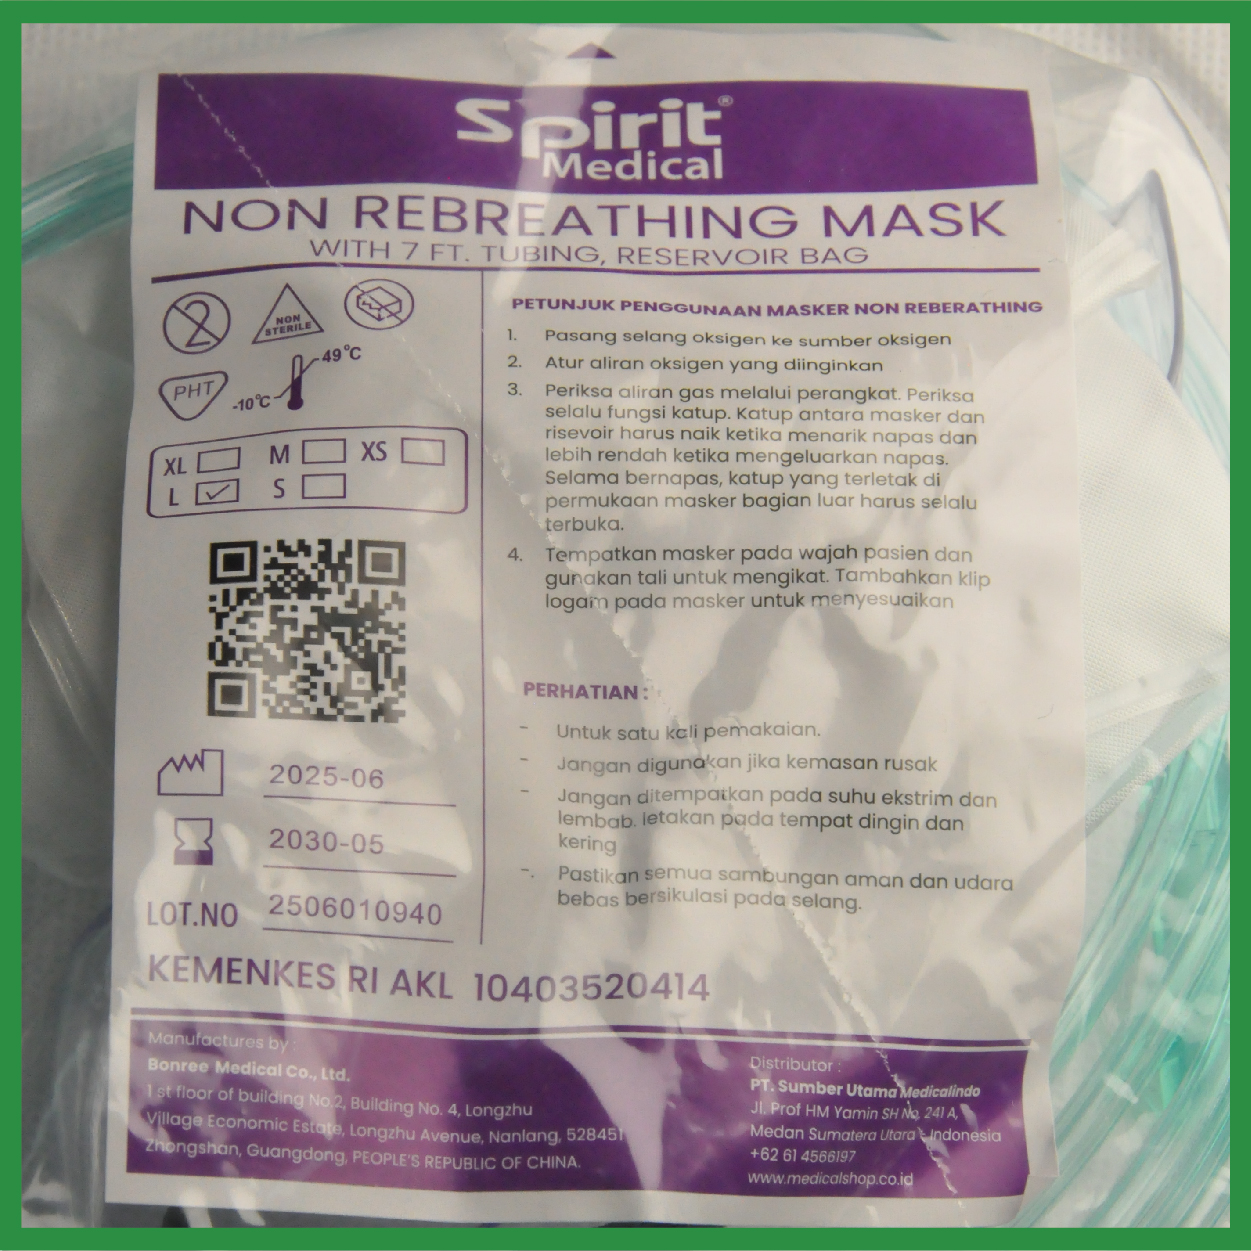 Spirit®
Medical
NON REBREATHING MASK
WITH 7 FT. TUBING, RESERVOIR BAG
2
NON
STERILE
PHT
49°C
-10°C
XL M XS
L S
2025-06
2030-05
LOT.NO 2506010940
PETUNJUK PENGGUNAAN MASKER NON REBERATHING
1. Pasang selang oksigen ke sumber oksigen
2. Atur aliran oksigen yang diinginkan
3. Periksa aliran gas melalui perangkat. Periksa
selalu fungsi katup. Katup antara masker dan
risevoir harus naik ketika menarik napas dan
lebih rendah ketika mengeluarkan napas.
Selama bernapas, katup yang terletak di
permukaan masker bagian luar harus selalu
terbuka.
4. Tempatkan masker pada wajah pasien dan
gunakan tali untuk mengikat. Tambahkan klip
logam pada masker untuk menyesuaikan
PERHATIAN :
- Untuk satu kali pemakaian.
- Jangan digunakan jika kemasan rusak
- Jangan ditempatkan pada suhu ekstrim dan
lembab. letakan pada tempat dingin dan
kering
-. Pastikan semua sambungan aman dan udara
bebas bersikulasi pada selang.
KEMENKES RI AKL 10403520414
Manufactures by :
Bonree Medical Co., Ltd.
1 st floor of building No.2, Building No. 4, Longzhu
Village Economic Estate, Longzhu Avenue, Nanlang, 528451
Zhongshan, Guangdong, PEOPLE'S REPUBLIC OF CHINA.
Distributor :
PT. Sumber Utama Medicalindo
Jl. Prof HM Yamin SH No. 241 A,
Medan Sumatera Utara - Indonesia
+62 61 4566197
www.medicalshop.co.id